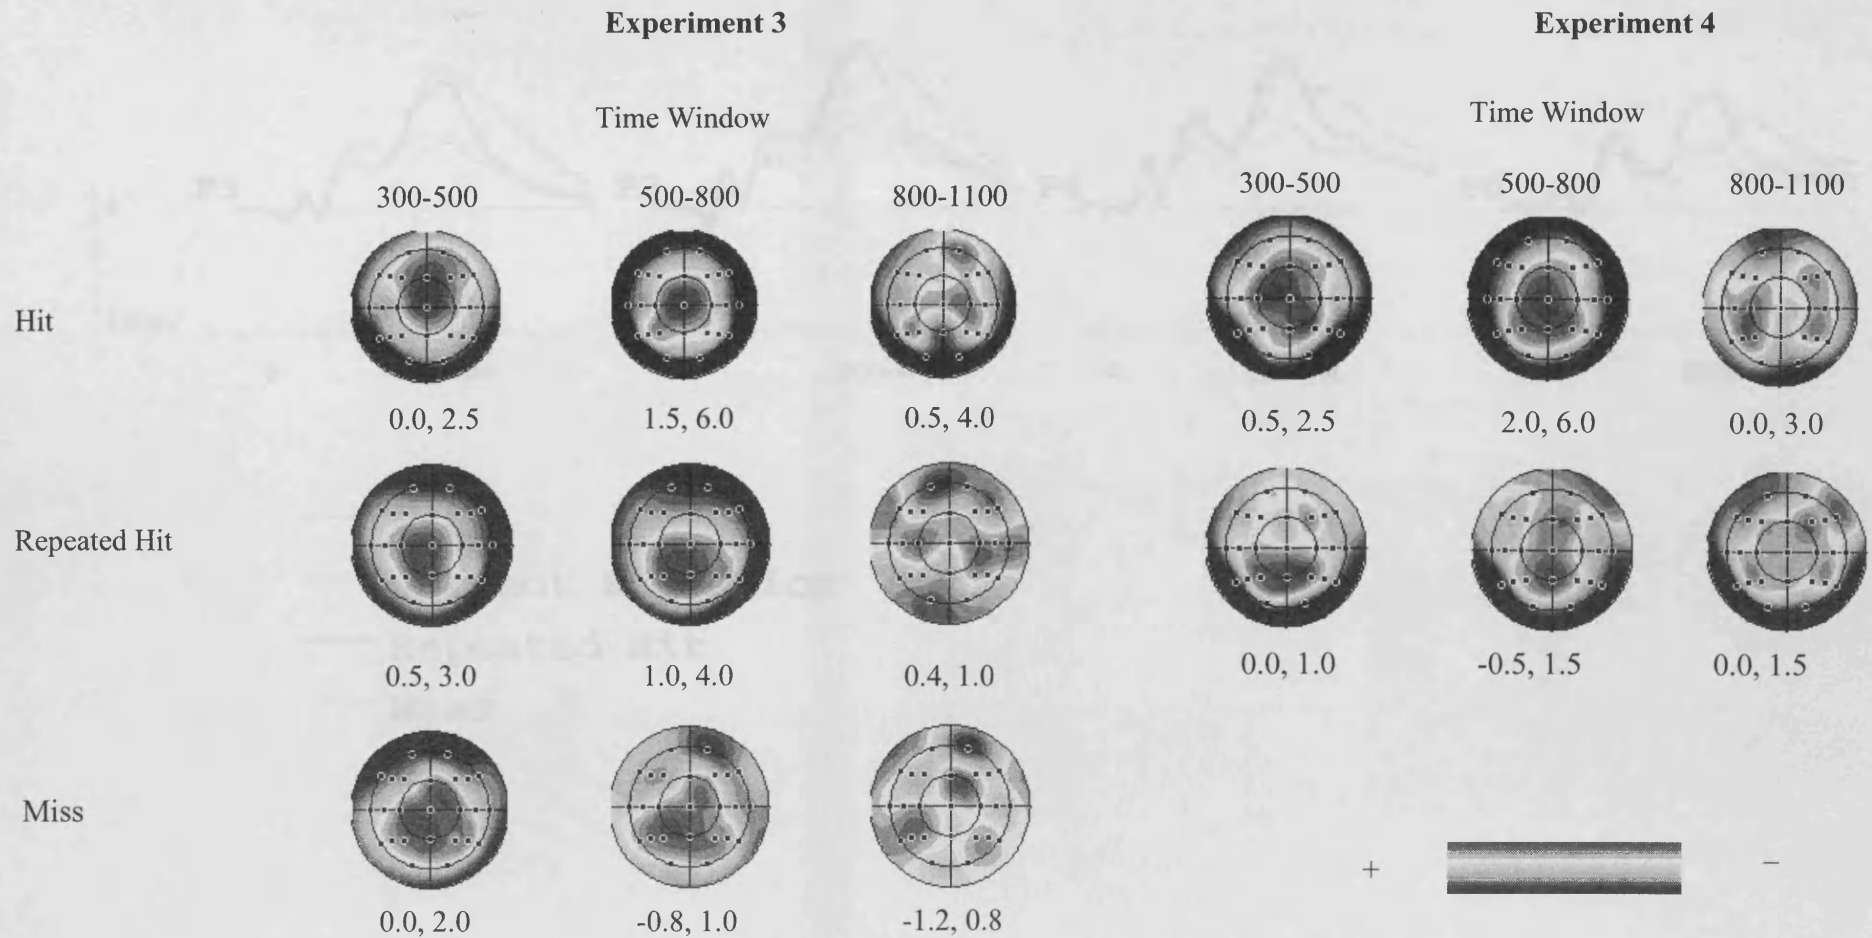 Experiment 3 Experiment 4
Time Window Time Window
300-500 500-800 800-1100 300-500 500-800 800-1100
Hit
0.0, 2.5 1.5, 6.0 0.5, 4.0 0.5, 2.5 2.0, 6.0 0.0, 3.0
Repeated Hit
0.5, 3.0 1.0, 4.0 0.4, 1.0 0.0, 1.0 -0.5, 1.5 0.0, 1.5
Repeated Hit
Miss
+ −
0.0, 2.0 -0.8, 1.0 -1.2, 0.8